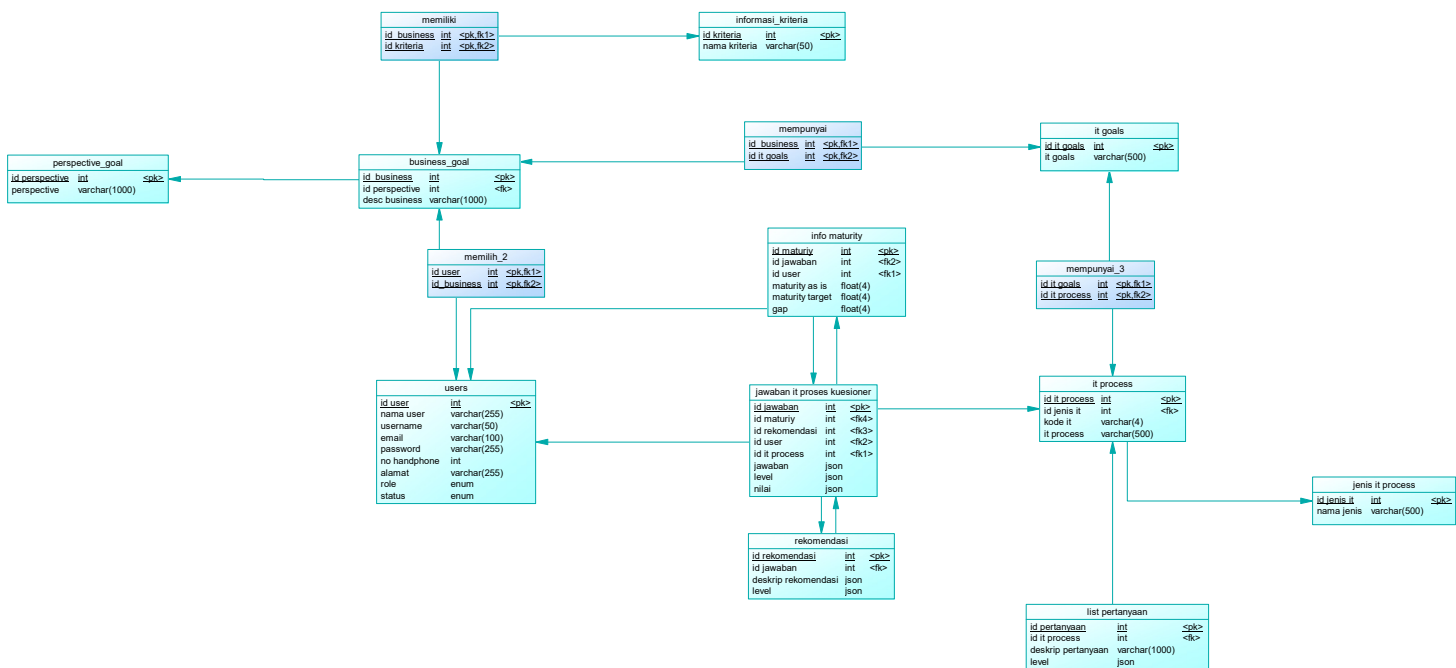 memiliki
id_business int <pk,fk1>
id kriteria int <pk,fk2>
informasi_kriteria
id kriteria int <pk>
nama kriteria varchar(50)
mempunyai
id_business int <pk,fk1>
id it goals int <pk,fk2>
it goals
id it goals int <pk>
it goals varchar(500)
perspective_goal
id perspective int <pk>
perspective varchar(1000)
business_goal
id_business int <pk>
id perspective int <fk>
desc business varchar(1000)
memilih_2
id user int <pk,fk1>
id_business int <pk,fk2>
info maturity
id maturiy int <pk>
id jawaban int <fk2>
id user int <fk1>
maturity as is float(4)
maturity target float(4)
gap float(4)
mempunyai_3
id it goals int <pk,fk1>
id it process int <pk,fk2>
users
id user int <pk>
nama user varchar(255)
username varchar(50)
email varchar(100)
password varchar(255)
no handphone int
alamat varchar(255)
role enum
status enum
jawaban it proses kuesioner
id jawaban int <pk>
id maturiy int <fk4>
id rekomendasi int <fk3>
id user int <fk2>
id it process int <fk1>
jawaban json
level json
nilai json
it process
id it process int <pk>
id jenis it int <fk>
kode it varchar(4)
it process varchar(500)
jenis it process
id jenis it int <pk>
nama jenis varchar(500)
rekomendasi
id rekomendasi int <pk>
id jawaban int <fk>
deskrip rekomendasi json
level json
list pertanyaan
id pertanyaan int <pk>
id it process int <fk>
deskrip pertanyaan varchar(1000)
level json